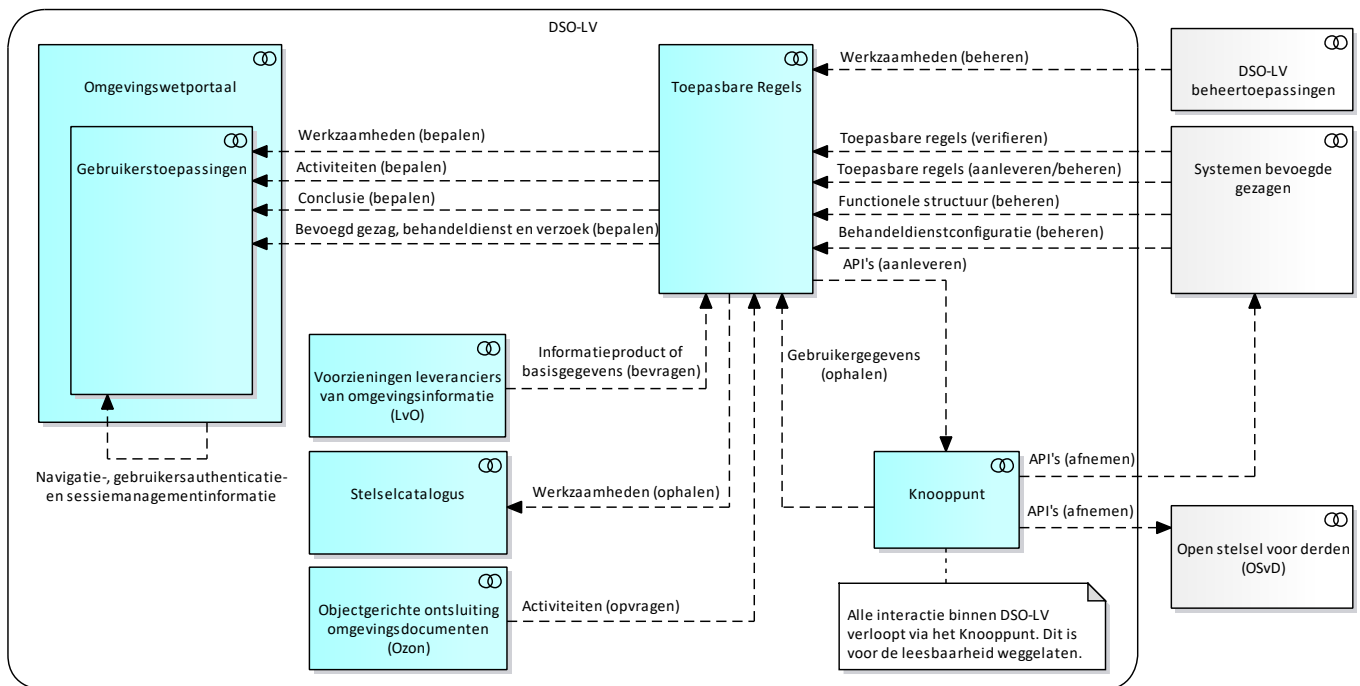 DSO-LV
Omgevingswetportaal
Gebruikerstoepassingen
Werkzaamheden (bepalen)
Activiteiten (bepalen)
Conclusie (bepalen)
Bevoegd gezag, behandeldienst en verzoek (bepalen)
Toepasbare Regels
Werkzaamheden (beheren)
DSO-LV
beheertoepassingen
Toepasbare regels (verifieren)
Toepasbare regels (aanleveren/beheren)
Functionele structuur (beheren)
Behandeldienstconfiguratie (beheren)
Systemen bevoegde
gezagen
API's (aanleveren)
Voorzieningen leveranciers
van omgevingsinformatie
(LvO)
Informatieproduct of
basisgegevens (bevragen)
Gebruikergegevens
(ophalen)
Navigatie-, gebruikersauthenticatie-
en sessiemanagementinformatie
Stelselcatalogus
Werkzaamheden (ophalen)
Knooppunt
API's (afnemen)
API's (afnemen)
Open stelsel voor derden
(OSvD)
Objectgerichte ontsluiting
omgevingsdocumenten
(Ozon)
Activiteiten (opvragen)
Alle interactie binnen DSO-LV
verloopt via het Knooppunt. Dit is
voor de leesbaarheid weggelaten.